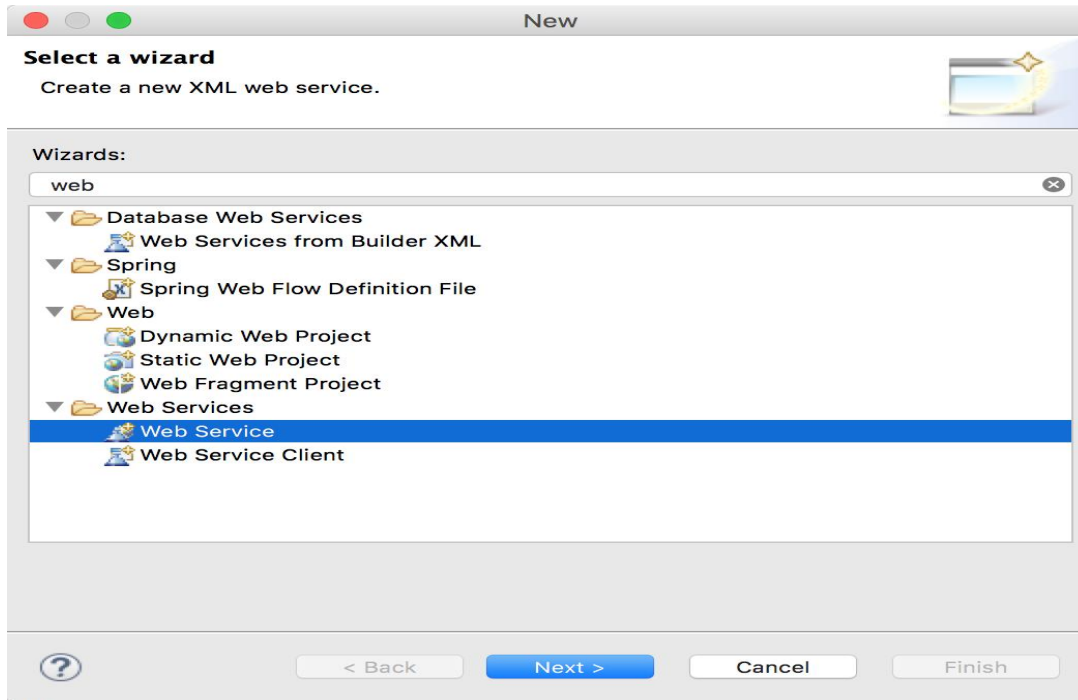 New
Select a wizard
Create a new XML web service.
Wizards:
web
Database Web Services
Web Services from Builder XML
Spring
Spring Web Flow Definition File
Web
Dynamic Web Project
Static Web Project
Web Fragment Project
Web Services
Web Service
Web Service Client
? < Back Next > Cancel Finish